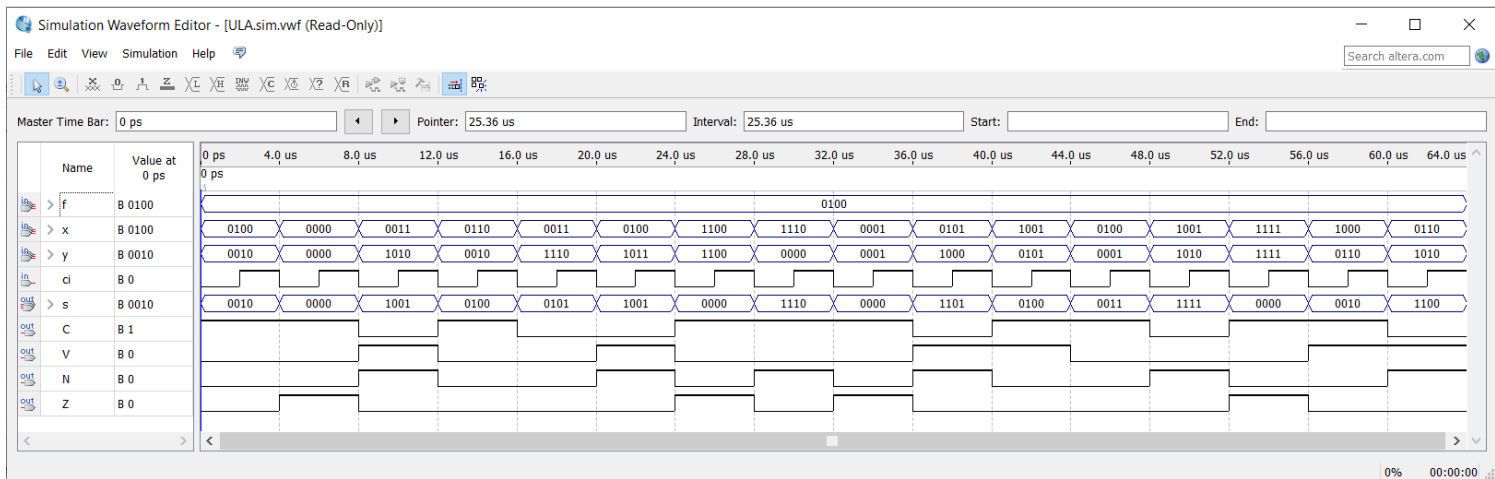 Simulation Waveform Editor - [ULA.sim.vwf (Read-Only)]
File Edit View Simulation Help
Search altera.com
Master Time Bar: 0 ps Pointer: 25.36 us Interval: 25.36 us Start: End:
Name Value at 0 ps 0 ps 4.0 us 8.0 us 12.0 us 16.0 us 20.0 us 24.0 us 28.0 us 32.0 us 36.0 us 40.0 us 44.0 us 48.0 us 52.0 us 56.0 us 60.0 us 64.0 us
0 ps
f B 0100 0100
x B 0100 0100 0000 0011 0110 0011 0100 1100 1110 0001 0101 1001 0100 1001 1111 1000 0110
y B 0010 0010 0000 1010 0010 1110 1011 1100 0000 0001 1000 0101 0001 1010 1111 0110 1010
ci B 0
s B 0010 0010 0000 1001 0100 0101 1001 0000 1110 0000 1101 0100 0011 1111 0000 0010 1100
C B 1
V B 0
N B 0
Z B 0
0% 00:00:00